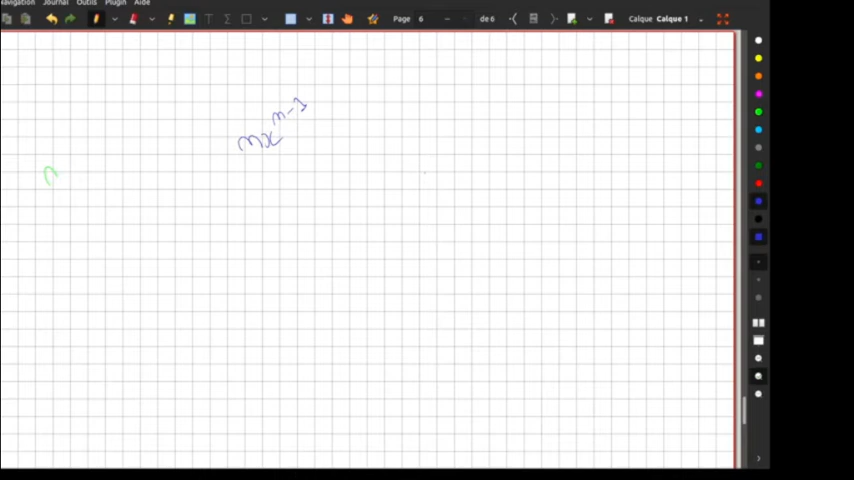 Navigation Journal Outils Plugin Aide
T Σ Page 6 de 6 Calque Calque 1
nx^{n-1}
n